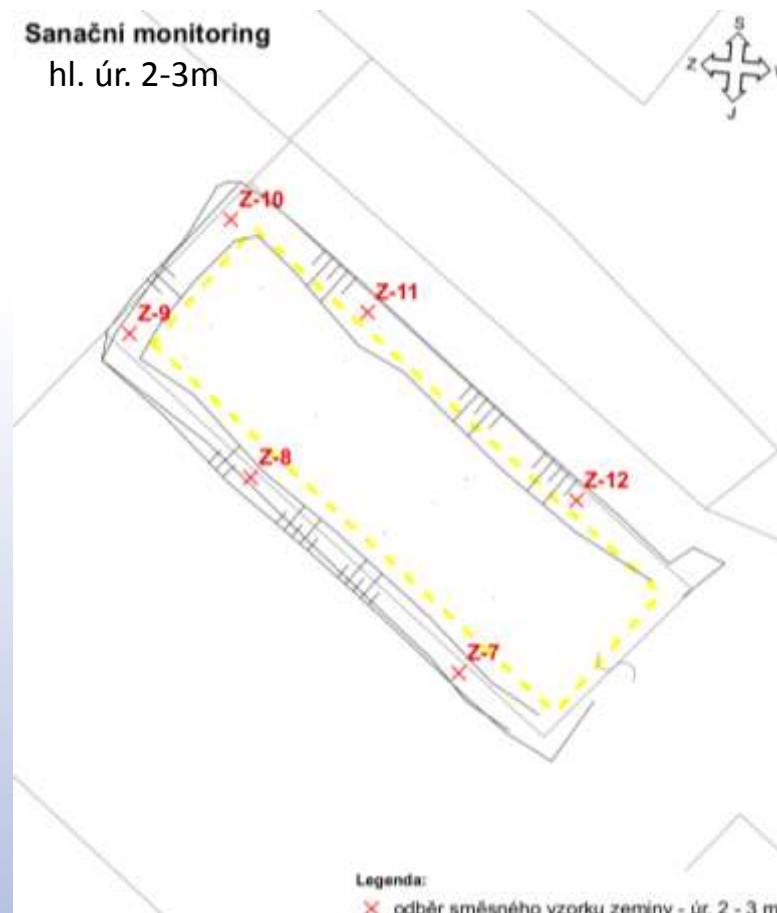 Sanační monitoring
hl. úr. 2-3m
S
Z
J
Z-10
Z-11
Z-9
Z-8
Z-12
Z-7
Legenda:
odběr směsného vzorku zeminy - úr. 2 - 3 m